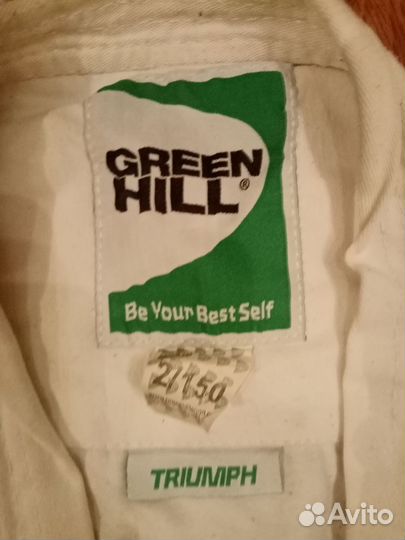 GREEN
HILL®
Be Your Best Self
2/150
TRIUMPH
Avito